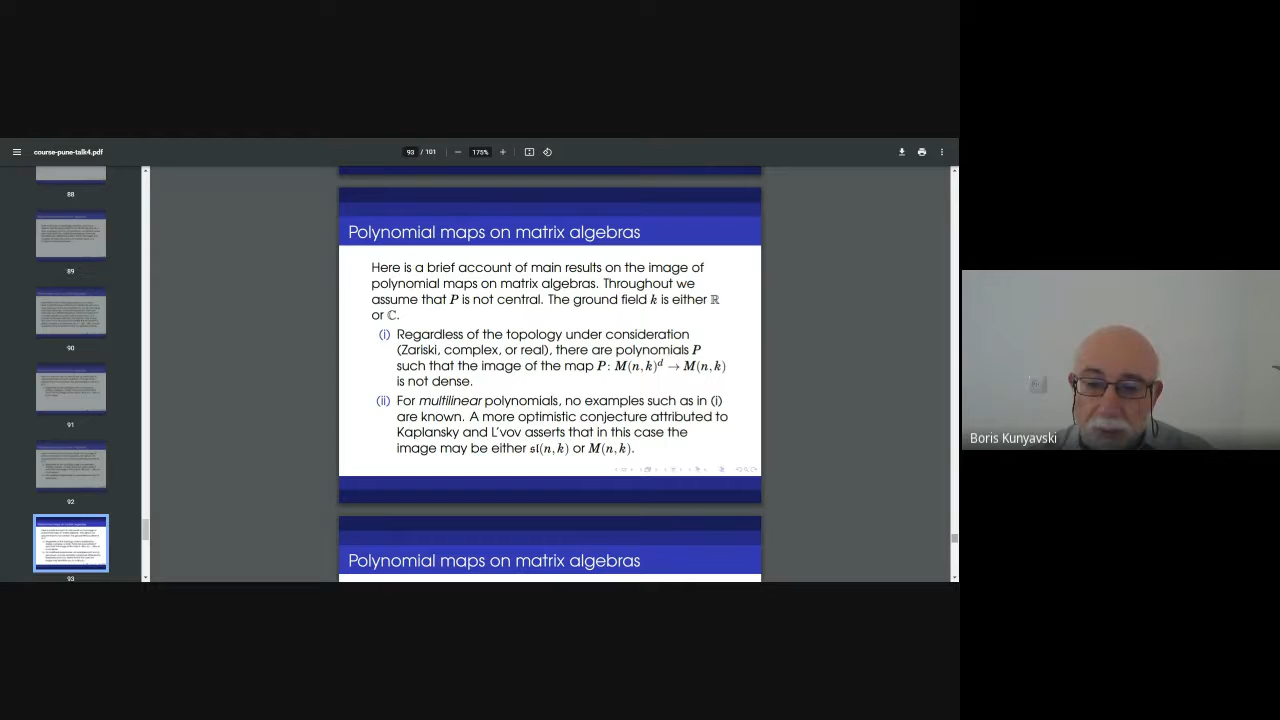 course-pune-talk4.pdf
93 / 101
175%
88
89
90
91
92
93
Polynomial maps on matrix algebras
Here is a brief account of main results on the image of
polynomial maps on matrix algebras. Throughout we
assume that P is not central. The ground field k is either ℝ
or ℂ.
(i) Regardless of the topology under consideration
(Zariski, complex, or real), there are polynomials P
such that the image of the map P: M(n, k)^d → M(n, k)
is not dense.
(ii) For multilinear polynomials, no examples such as in (i)
are known. A more optimistic conjecture attributed to
Kaplansky and L'vov asserts that in this case the
image may be either 𝔰𝔩(n, k) or M(n, k).
Polynomial maps on matrix algebras
Boris Kunyavski